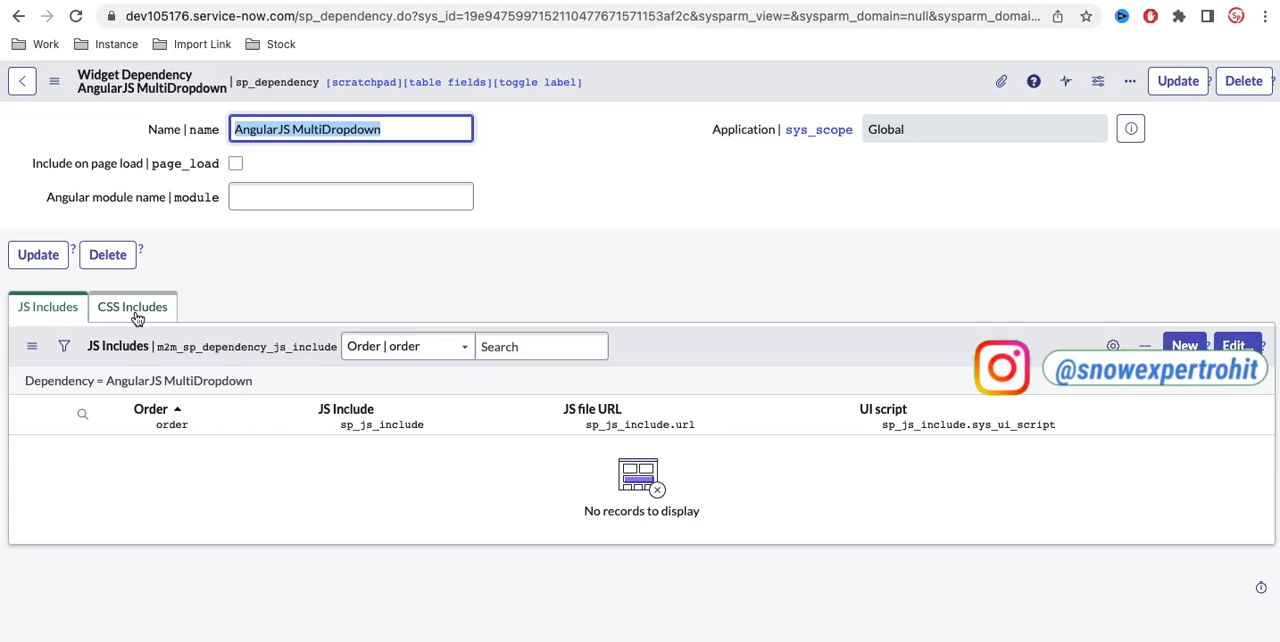 dev105176.service-now.com/sp_dependency.do?sys_id=19e9475997152110477671571153af2c&sysparm_view=&sysparm_domain=null&sysparm_domai...
Work Instance Import Link Stock
Widget Dependency
AngularJS MultiDropdown | sp_dependency [scratchpad][table fields][toggle label]
Update ? Delete ?
Name | name AngularJS MultiDropdown
Application | sys_scope Global
Include on page load | page_load
Angular module name | module
Update ? Delete ?
JS Includes CSS Includes
JS Includes | m2m_sp_dependency_js_include Order | order Search New ? Edit... ?
@snowexpertrohit
Dependency = AngularJS MultiDropdown
Order JS Include JS file URL UI script
order sp_js_include sp_js_include.url sp_js_include.sys_ui_script
No records to display